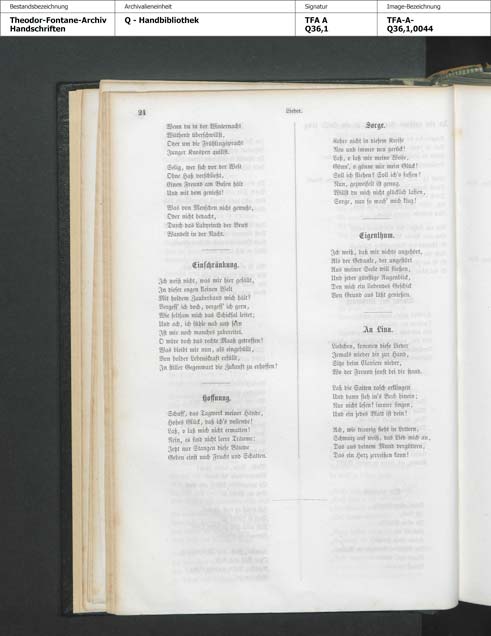 Bestandsbezeichnung
Archivalieneinheit
Signatur
Image-Bezeichnung
Theodor-Fontane-Archiv
Handschriften
Q - Handbibliothek
TFA A
Q36,1
TFA-A-
Q36,1,0044
24
Lieder.
Wenn du in der Winternacht
Wüthend überschwillst,
Oder um die Frühlingspracht
Junger Knospen quillst.
Selig, wer sich vor der Welt
Ohne Haß verschließt,
Einen Freund am Busen hält
Und mit dem genießt!
Was von Menschen nicht gewußt,
Oder nicht bedacht,
Durch das Labyrinth der Brust
Wandelt in der Nacht.
Einschränkung.
Ich weiß nicht, was mir hier gefällt,
In dieser engen kleinen Welt
Mit holdem Zauberband mich hält?
Vergess' ich doch, vergess' ich gern,
Wie seltsam mich das Schicksal leitet;
Und ach, ich fühle nah und fern
Ist mir noch manches zubereitet.
O wäre doch das rechte Maaß getroffen!
Was bleibt mir nun, als eingehüllt,
Von holder Lebenskraft erfüllt,
In stiller Gegenwart die Zukunft zu erhoffen!
Hoffnung.
Schaff', das Tagwerk meiner Hände,
Hohes Glück, daß ich's vollende!
Laß, o laß mich nicht ermatten!
Nein, es sind nicht leere Träume:
Jetzt nur Stangen diese Bäume
Geben einst noch Frucht und Schatten.
Sorge.
Kehre nicht in diesem Kreise
Neu und immer neu zurück!
Laß, o laß mir meine Weise,
Gönn', o gönne mir mein Glück!
Soll ich fliehen? Soll ich's fassen?
Nun, gezweifelt ist genug.
Willst du mich nicht glücklich lassen,
Sorge, nun so mach' mich klug!
Eigenthum.
Ich weiß, daß mir nichts angehört,
Als der Gedanke, der ungestört
Aus meiner Seele will fließen,
Und jeder günstige Augenblick,
Den mich ein liebendes Geschick
Von Grund aus läßt genießen.
An Lina.
Liebchen, kommen diese Lieder
Jemals wieder dir zur Hand,
Sitze beim Claviere nieder,
Wo der Freund sonst bei dir stand.
Laß die Saiten rasch erklingen
Und dann sieh in's Buch hinein;
Nur nicht lesen! immer singen,
Und ein jedes Blatt ist dein!
Ach, wie traurig sieht in Lettern,
Schwarz auf weiß, das Lied mich an,
Das aus deinem Mund vergöttern,
Das ein Herz zerreißen kann!